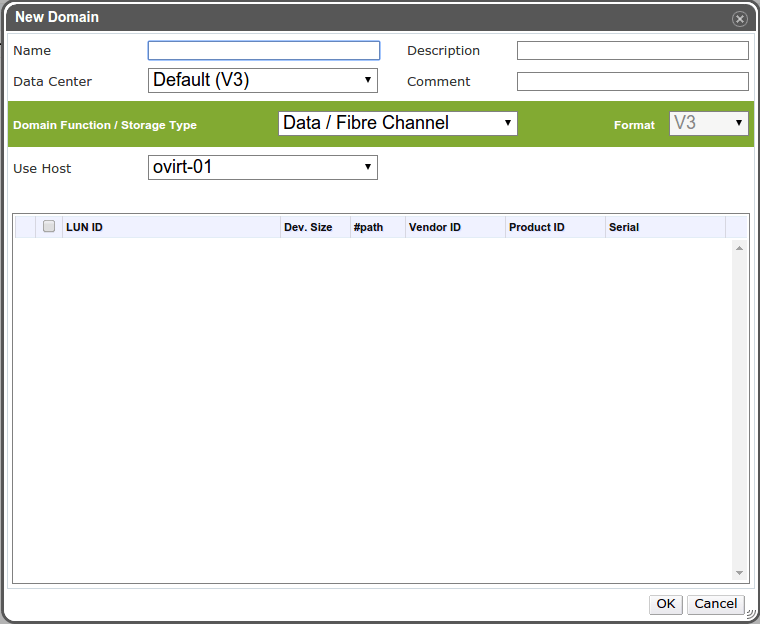 New Domain
Name Description
Data Center Default (V3) Comment
Domain Function / Storage Type Data / Fibre Channel Format V3
Use Host ovirt-01
LUN ID Dev. Size #path Vendor ID Product ID Serial
OK Cancel